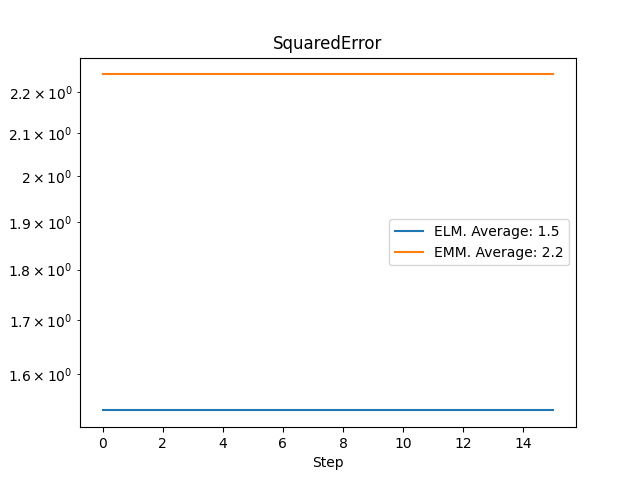 SquaredError
2.2 × 10⁰
2.1 × 10⁰
2 × 10⁰
1.9 × 10⁰
1.8 × 10⁰
1.7 × 10⁰
1.6 × 10⁰
ELM. Average: 1.5
EMM. Average: 2.2
0 2 4 6 8 10 12 14
Step